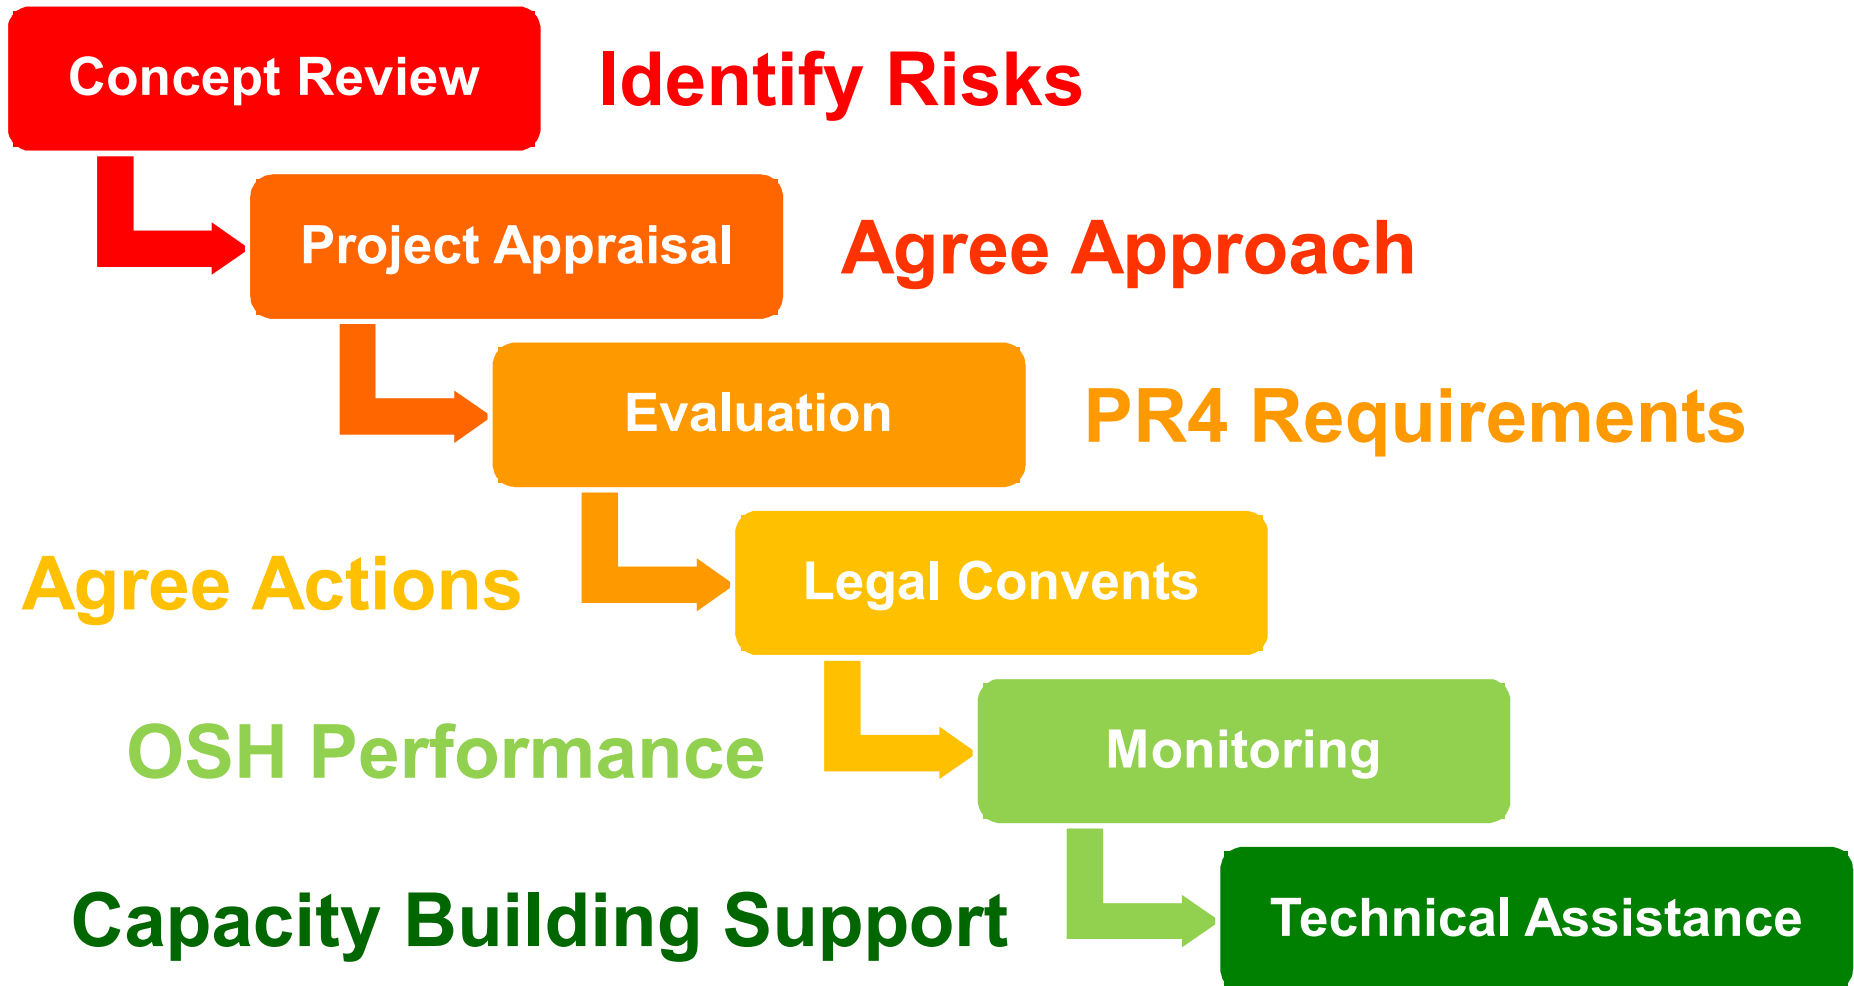 Concept Review
Identify Risks
Project Appraisal
Agree Approach
Evaluation
PR4 Requirements
Agree Actions
Legal Convents
OSH Performance
Monitoring
Capacity Building Support
Technical Assistance